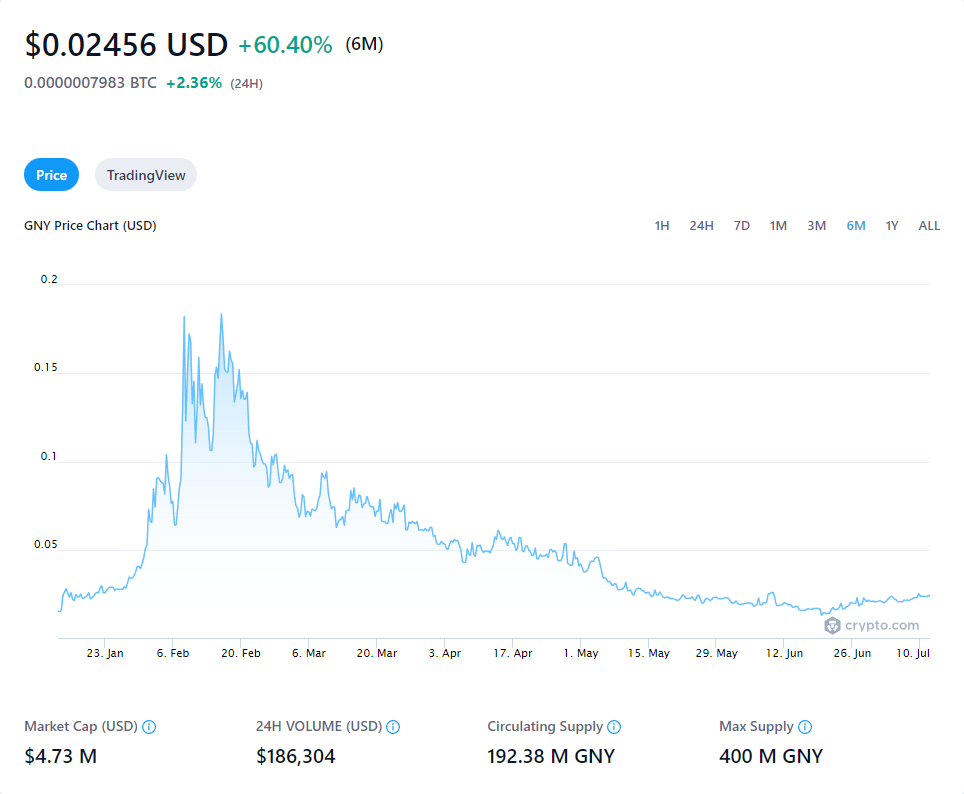 $0.02456 USD +60.40% (6M)
0.0000007983 BTC +2.36% (24H)
Price TradingView
GNY Price Chart (USD) 1H 24H 7D 1M 3M 6M 1Y ALL
0.2
0.15
0.1
0.05
crypto.com
23. Jan 6. Feb 20. Feb 6. Mar 20. Mar 3. Apr 17. Apr 1. May 15. May 29. May 12. Jun 26. Jun 10. Jul
Market Cap (USD) 24H VOLUME (USD) Circulating Supply Max Supply
$4.73 M $186,304 192.38 M GNY 400 M GNY